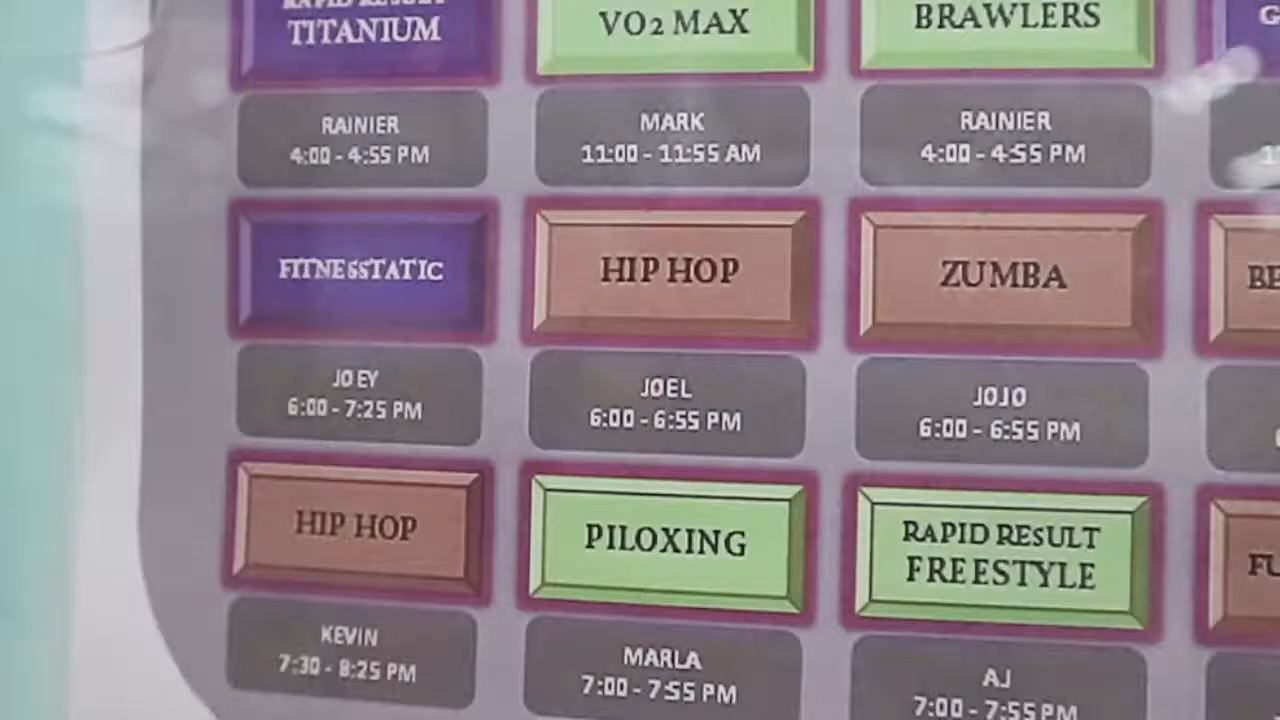 RAPID RESULT
TITANIUM
RAINIER
4:00 - 4:55 PM
FITNESSTATIC
JOEY
6:00 - 7:25 PM
HIP HOP
KEVIN
7:30 - 8:25 PM
VO2 MAX
MARK
11:00 - 11:55 AM
HIP HOP
JOEL
6:00 - 6:55 PM
PILOXING
MARLA
7:00 - 7:55 PM
BRAWLERS
RAINIER
4:00 - 4:55 PM
ZUMBA
JOJO
6:00 - 6:55 PM
RAPID RESULT
FREESTYLE
AJ
7:00 - 7:55 PM